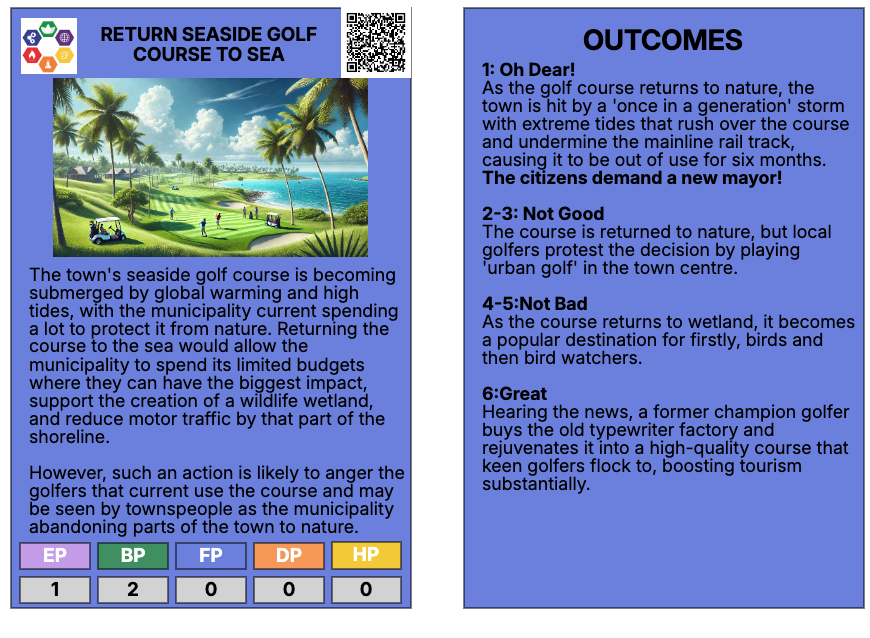 RETURN SEASIDE GOLF
COURSE TO SEA
The town's seaside golf course is becoming
submerged by global warming and high
tides, with the municipality current spending
a lot to protect it from nature. Returning the
course to the sea would allow the
municipality to spend its limited budgets
where they can have the biggest impact,
support the creation of a wildlife wetland,
and reduce motor traffic by that part of the
shoreline.
However, such an action is likely to anger the
golfers that current use the course and may
be seen by townspeople as the municipality
abandoning parts of the town to nature.
EP BP FP DP HP
1 2 0 0 0
OUTCOMES
1: Oh Dear!
As the golf course returns to nature, the
town is hit by a 'once in a generation' storm
with extreme tides that rush over the course
and undermine the mainline rail track,
causing it to be out of use for six months.
The citizens demand a new mayor!
2-3: Not Good
The course is returned to nature, but local
golfers protest the decision by playing
'urban golf' in the town centre.
4-5:Not Bad
As the course returns to wetland, it becomes
a popular destination for firstly, birds and
then bird watchers.
6:Great
Hearing the news, a former champion golfer
buys the old typewriter factory and
rejuvenates it into a high-quality course that
keen golfers flock to, boosting tourism
substantially.